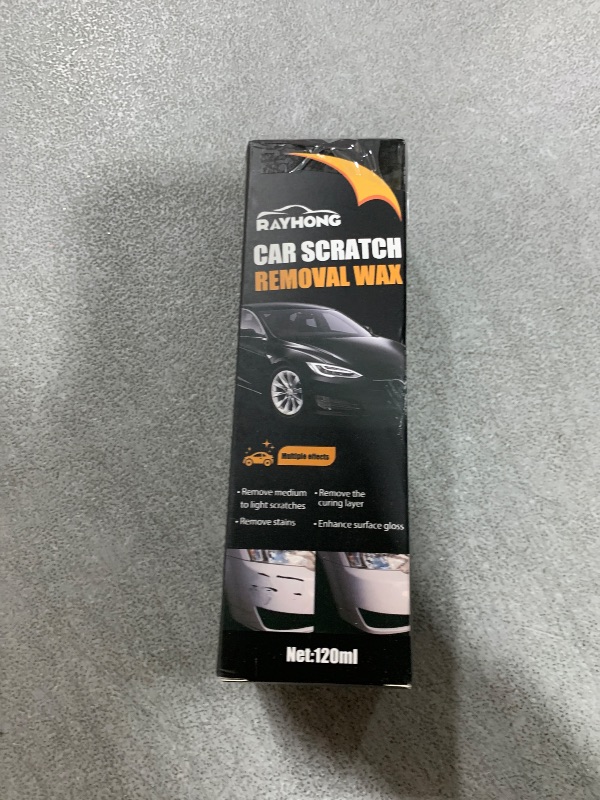 RAYHONG
CAR SCRATCH
REMOVAL WAX
Multiple effects
• Remove medium to light scratches
• Remove the curing layer
• Remove stains
• Enhance surface gloss
Net:120ml